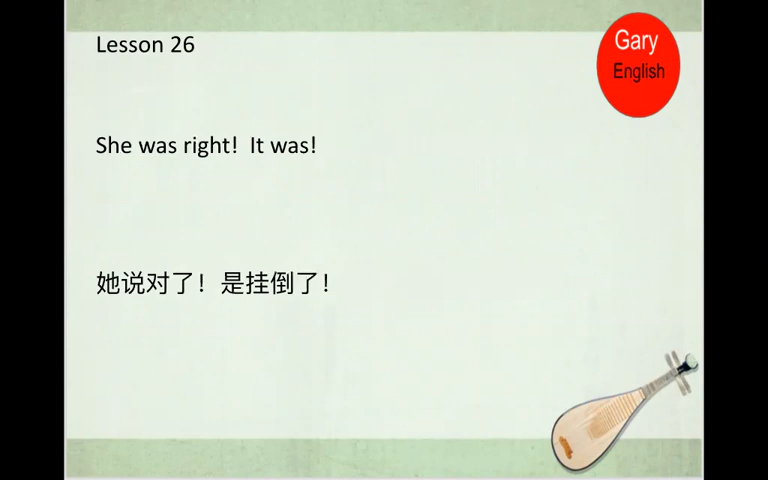 Lesson 26
Gary
English
She was right!  It was!
她说对了！是挂倒了！